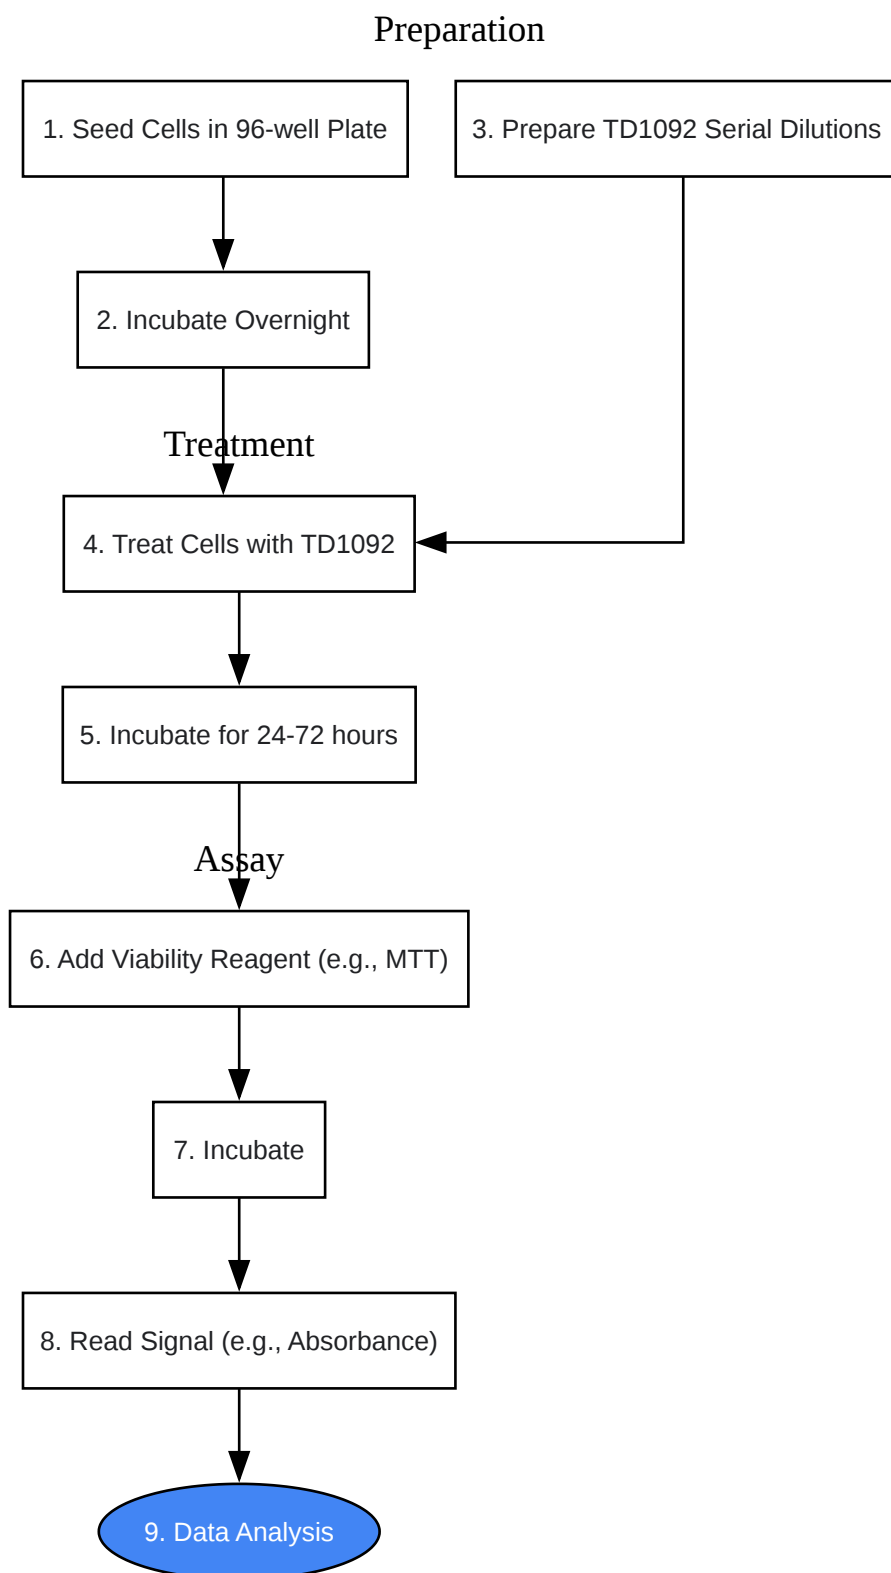 Preparation
1. Seed Cells in 96-well Plate
3. Prepare TD1092 Serial Dilutions
2. Incubate Overnight
Treatment
4. Treat Cells with TD1092
5. Incubate for 24-72 hours
Assay
6. Add Viability Reagent (e.g., MTT)
7. Incubate
8. Read Signal (e.g., Absorbance)
9. Data Analysis